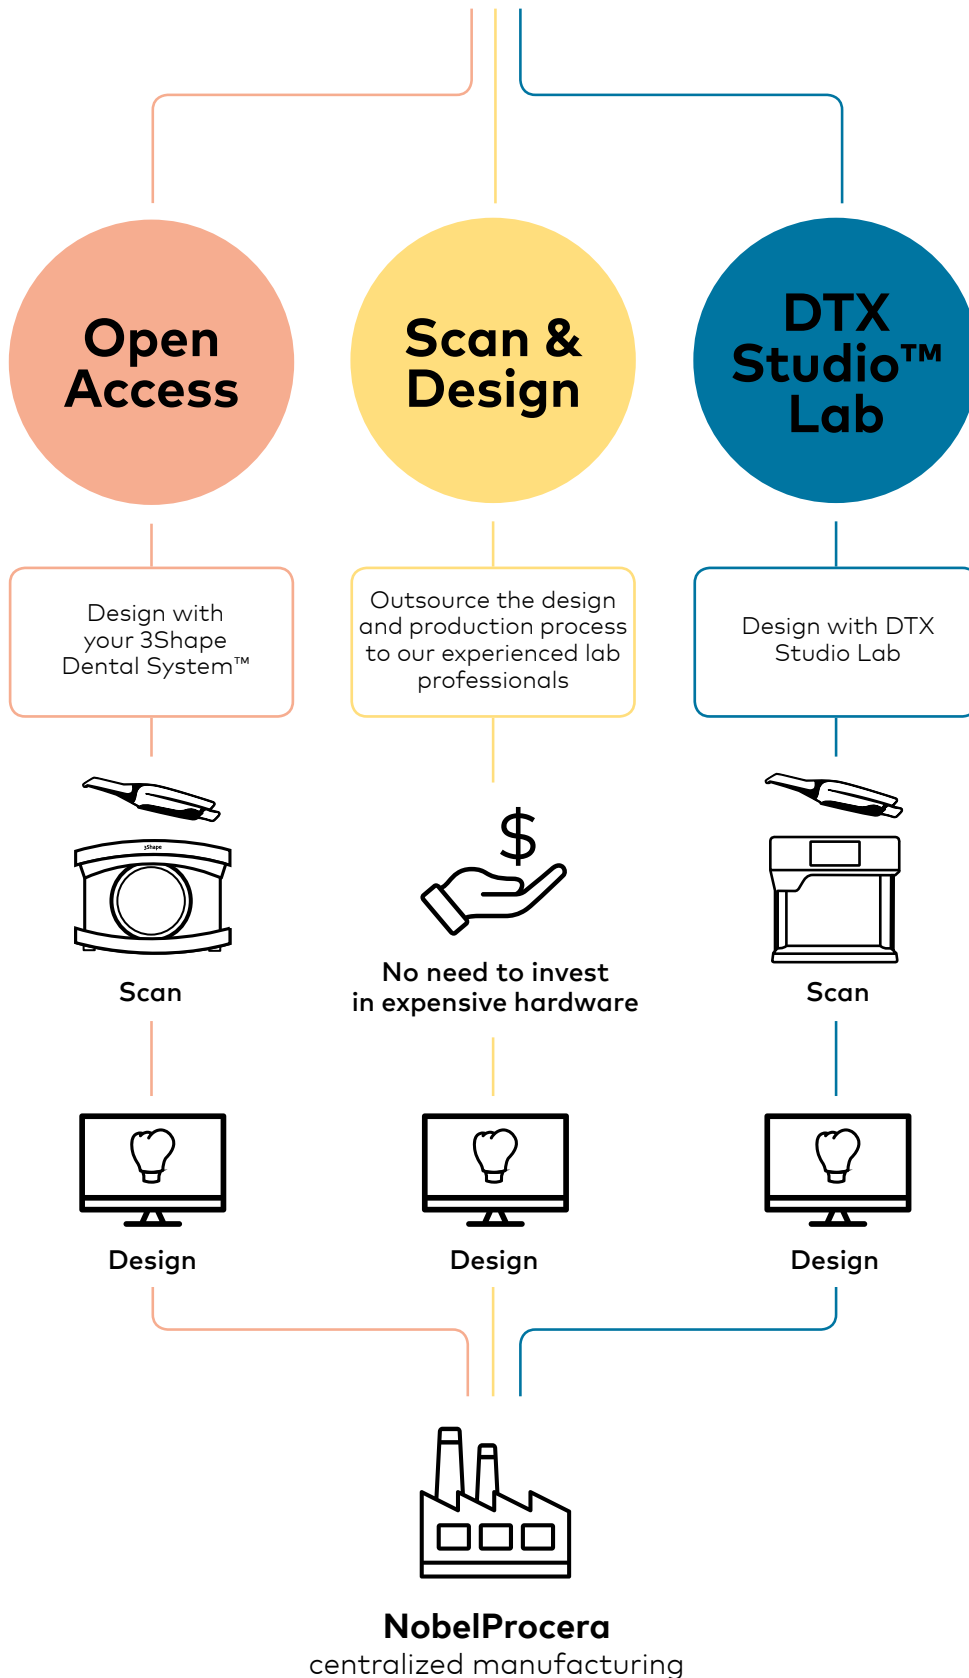 Open
Access
Scan &
Design
DTX
Studio™
Lab
Design with
your 3Shape
Dental System™
Outsource the design
and production process
to our experienced lab
professionals
Design with DTX
Studio Lab
3Shape
Scan
No need to invest
in expensive hardware
$
Scan
Design
Design
Design
NobelProcera
centralized manufacturing